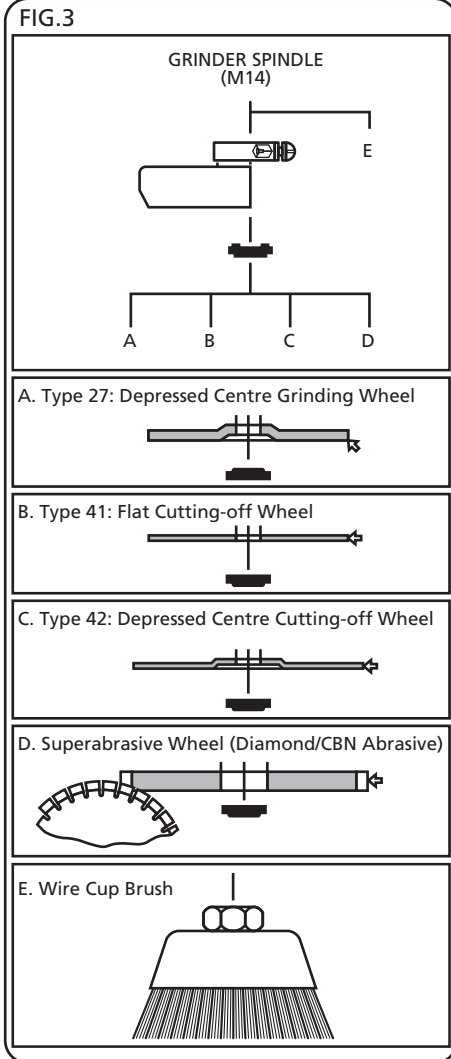 FIG.3
GRINDER SPINDLE
(M14)
E
A B C D
A. Type 27: Depressed Centre Grinding Wheel
B. Type 41: Flat Cutting-off Wheel
C. Type 42: Depressed Centre Cutting-off Wheel
D. Superabrasive Wheel (Diamond/CBN Abrasive)
E. Wire Cup Brush